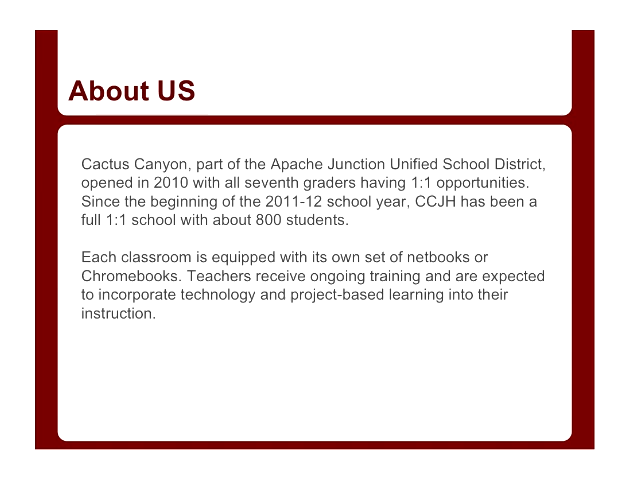 About US
Cactus Canyon, part of the Apache Junction Unified School District,
opened in 2010 with all seventh graders having 1:1 opportunities.
Since the beginning of the 2011-12 school year, CCJH has been a
full 1:1 school with about 800 students.
Each classroom is equipped with its own set of netbooks or
Chromebooks. Teachers receive ongoing training and are expected
to incorporate technology and project-based learning into their
instruction.